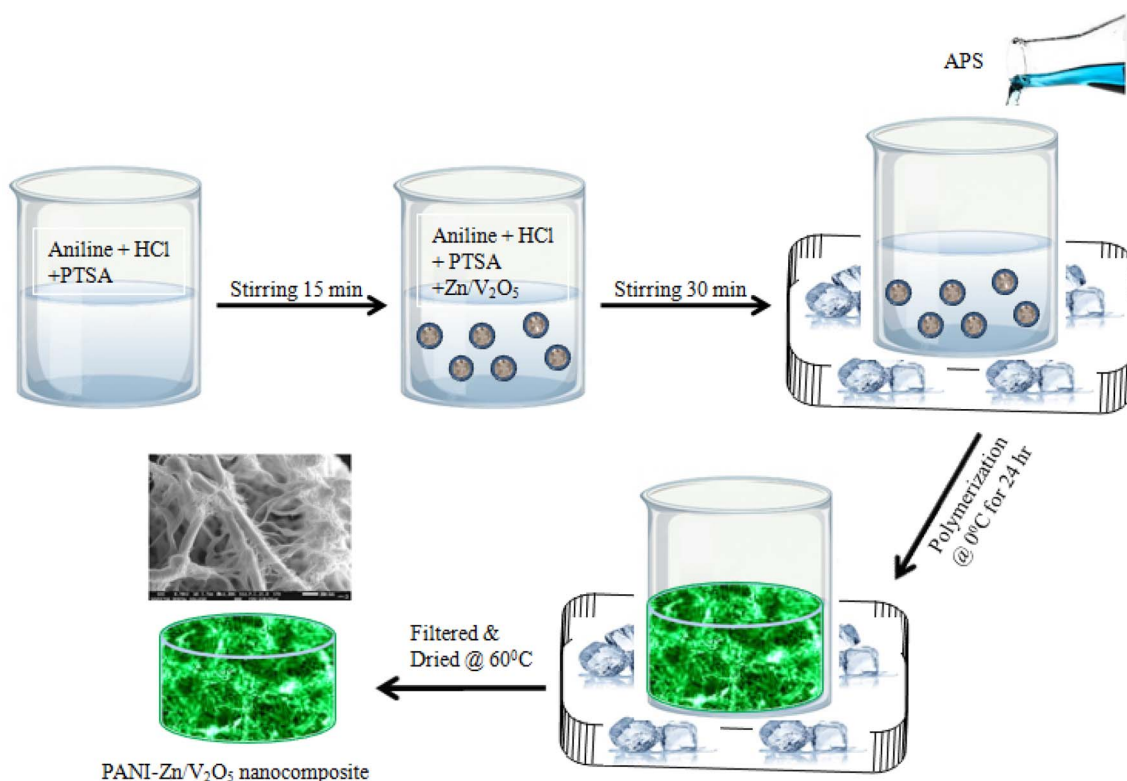 APS
Aniline + HCl
+PTSA
Stirring 15 min
Aniline + HCl
+ PTSA
+Zn/V₂O₅
Stirring 30 min
Polymerization
@ 0⁰C for 24 hr
Filtered &
Dried @ 60⁰C
PANI-Zn/V₂O₅ nanocomposite